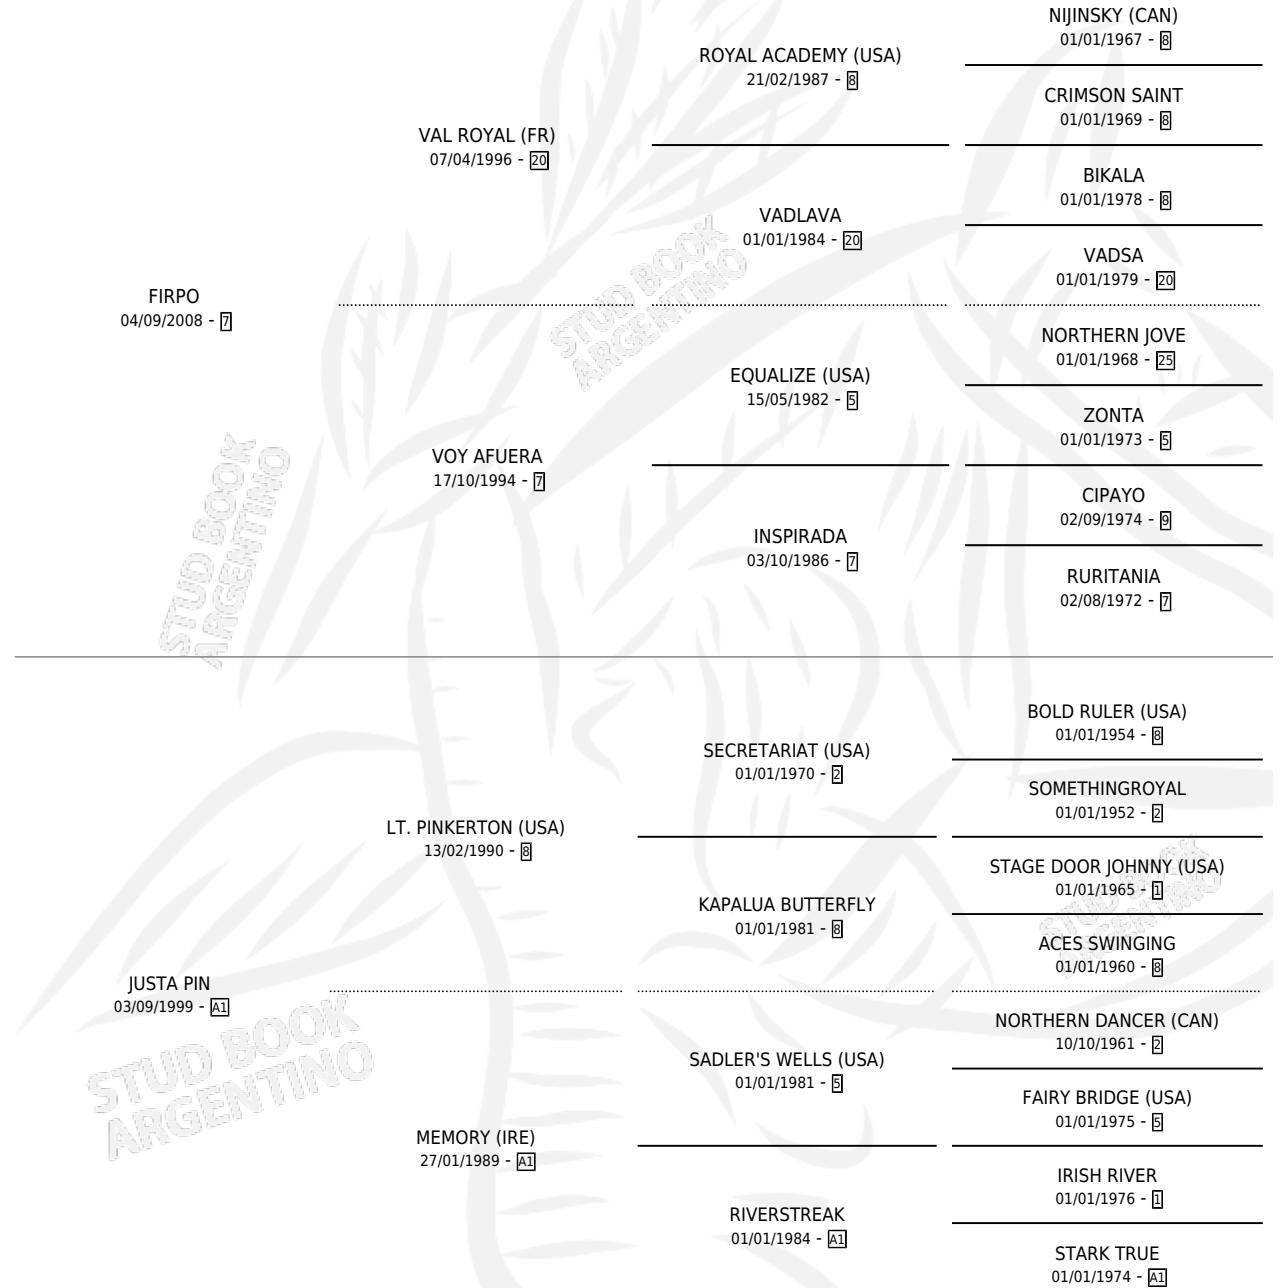 NIJINSKY (CAN)
01/01/1967 - 8
ROYAL ACADEMY (USA)
21/02/1987 - 8
CRIMSON SAINT
01/01/1969 - 8
VAL ROYAL (FR)
07/04/1996 - 20
BIKALA
01/01/1978 - 8
VADLAVA
01/01/1984 - 20
VADSA
01/01/1979 - 20
FIRPO
04/09/2008 - 7
NORTHERN JOVE
01/01/1968 - 25
EQUALIZE (USA)
15/05/1982 - 5
ZONTA
01/01/1973 - 5
VOY AFUERA
17/10/1994 - 7
CIPAYO
02/09/1974 - 9
INSPIRADA
03/10/1986 - 7
RURITANIA
02/08/1972 - 7
STUD BOOK
ARGENTINO
STUD BOOK
ARGENTINO
BOLD RULER (USA)
01/01/1954 - 8
SECRETARIAT (USA)
01/01/1970 - 2
SOMETHINGROYAL
01/01/1952 - 2
LT. PINKERTON (USA)
13/02/1990 - 8
STAGE DOOR JOHNNY (USA)
01/01/1965 - 1
KAPALUA BUTTERFLY
01/01/1981 - 8
ACES SWINGING
01/01/1960 - 8
JUSTA PIN
03/09/1999 - A1
NORTHERN DANCER (CAN)
10/10/1961 - 2
SADLER'S WELLS (USA)
01/01/1981 - 5
FAIRY BRIDGE (USA)
01/01/1975 - 5
MEMORY (IRE)
27/01/1989 - A1
IRISH RIVER
01/01/1976 - 1
RIVERSTREAK
01/01/1984 - A1
STARK TRUE
01/01/1974 - A1
STUD BOOK
ARGENTINO
STUD BOOK
ARGENTINO